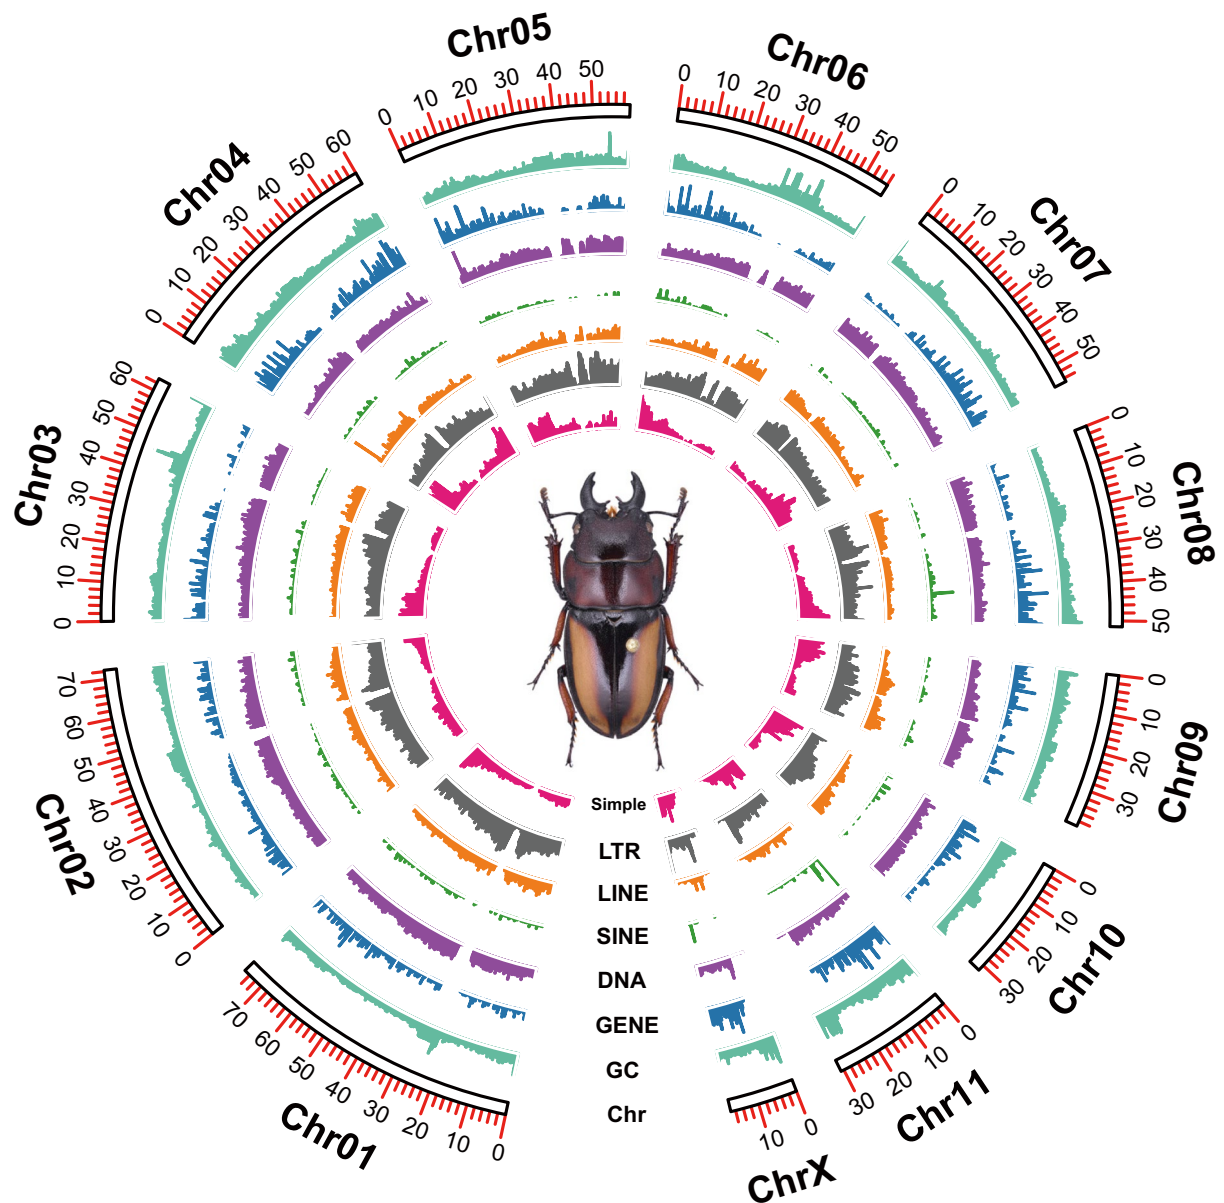 Chr05
0 10 20 30 40 50
Chr06
0 10 20 30 40 50
Chr07
0 10 20 30 40 50
Chr08
0 10 20 30 40 50
Chr09
0 10 20 30
Chr10
0 10 20 30
Chr11
0 10 20 30
ChrX
0 10
Chr01
0 10 20 30 40 50 60 70
Chr02
0 10 20 30 40 50 60 70
Chr03
0 10 20 30 40 50 60
Chr04
0 10 20 30 40 50 60
Simple
LTR
LINE
SINE
DNA
GENE
GC
Chr